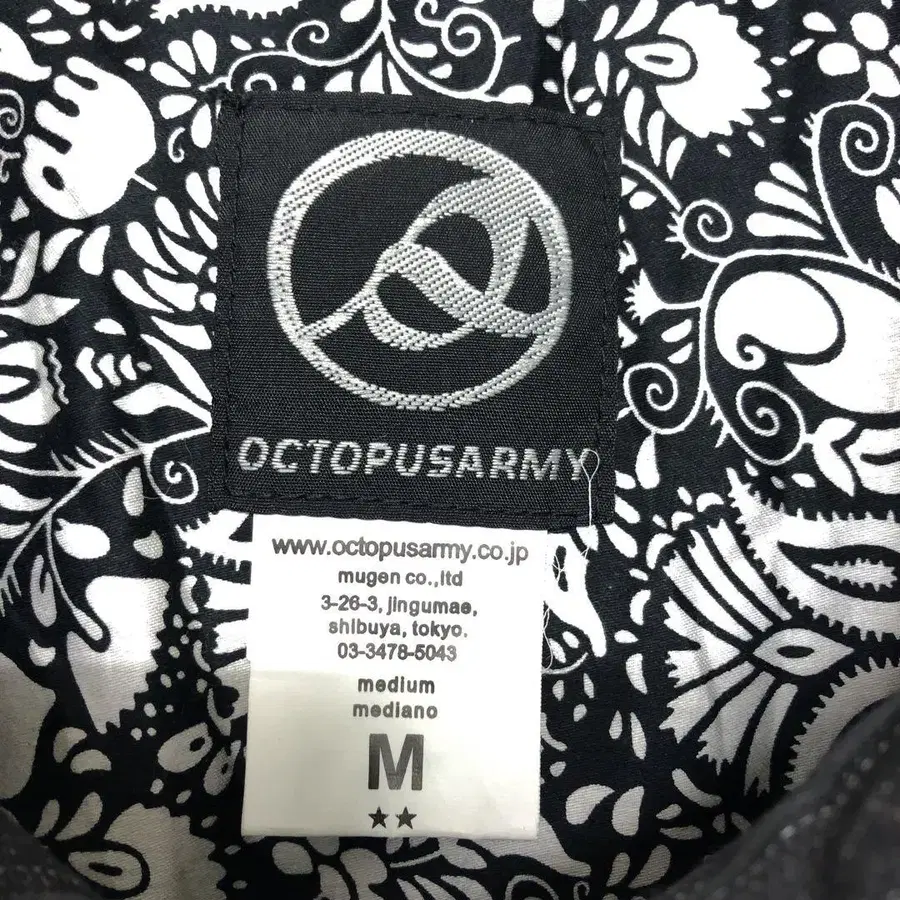 OCTOPUSARMY
www.octopusarmy.co.jp
mugen co.,ltd
3-26-3, jingumae,
shibuya, tokyo.
03-3478-5043
medium
mediano
M
★★